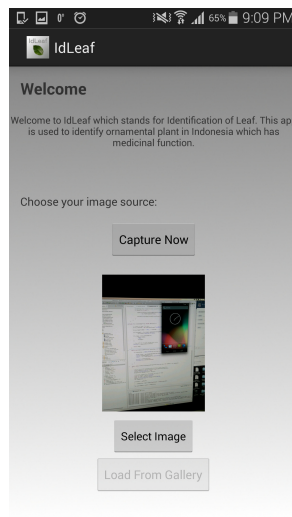 0°
65%
9:09 PM
IdLeaf
Welcome
Welcome to IdLeaf which stands for Identification of Leaf. This ap
is used to identify ornamental plant in Indonesia which has
medicinal function.
Choose your image source:
Capture Now
Select Image
Load From Gallery